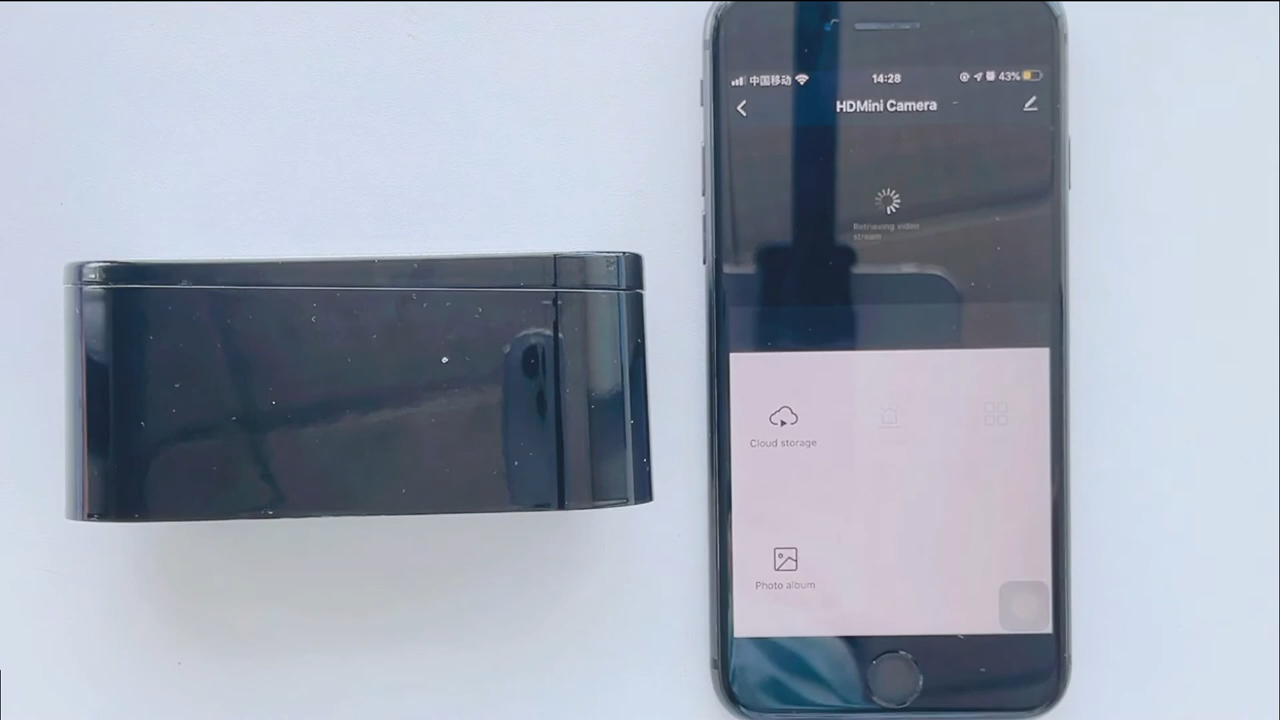 中国移动 14:28 43%
HDMini Camera
Retrieving video
stream
Cloud storage
Photo album